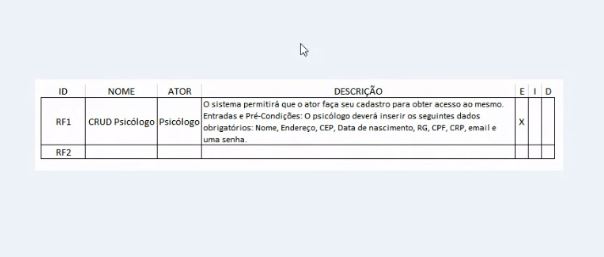 ID NOME ATOR DESCRIÇÃO E I D
O sistema permitirá que o ator faça seu cadastro para obter acesso ao mesmo.
Entradas e Pré-Condições: O psicólogo deverá inserir os seguintes dados
RF1 CRUD Psicólogo Psicólogo obrigatórios: Nome, Endereço, CEP, Data de nascimento, RG, CPF, CRP, email e X
uma senha.
RF2